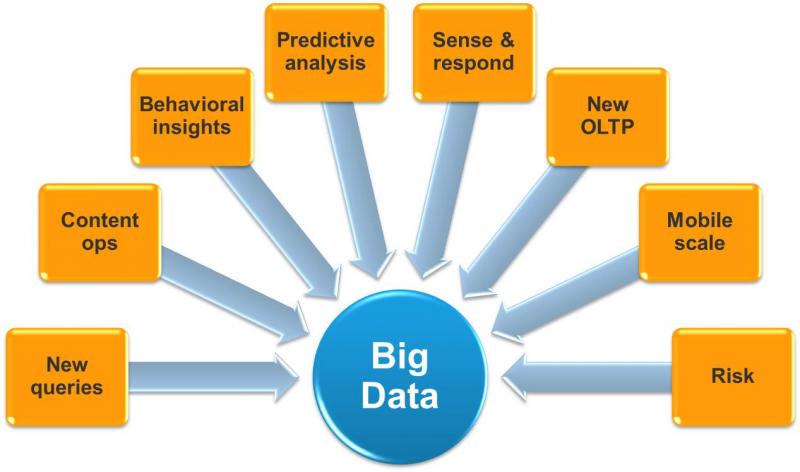 Predictive
analysis
Sense &
respond
Behavioral
insights
New
OLTP
Content
ops
Mobile
scale
New
queries
Big
Data
Risk